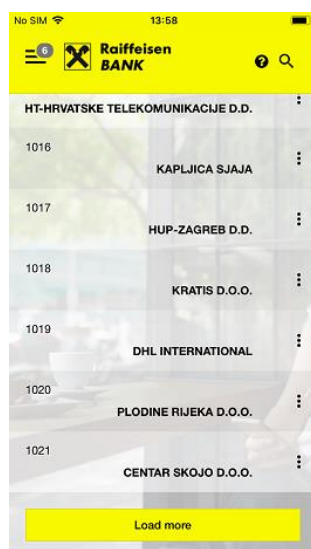 No SIM 13:58
6
Raiffeisen
BANK
?
HT-HRVATSKE TELEKOMUNIKACIJE D.D.
1016
KAPLJICA SJAJA
1017
HUP-ZAGREB D.D.
1018
KRATIS D.O.O.
1019
DHL INTERNATIONAL
1020
PLODINE RIJEKA D.O.O.
1021
CENTAR SKOJO D.O.O.
Load more